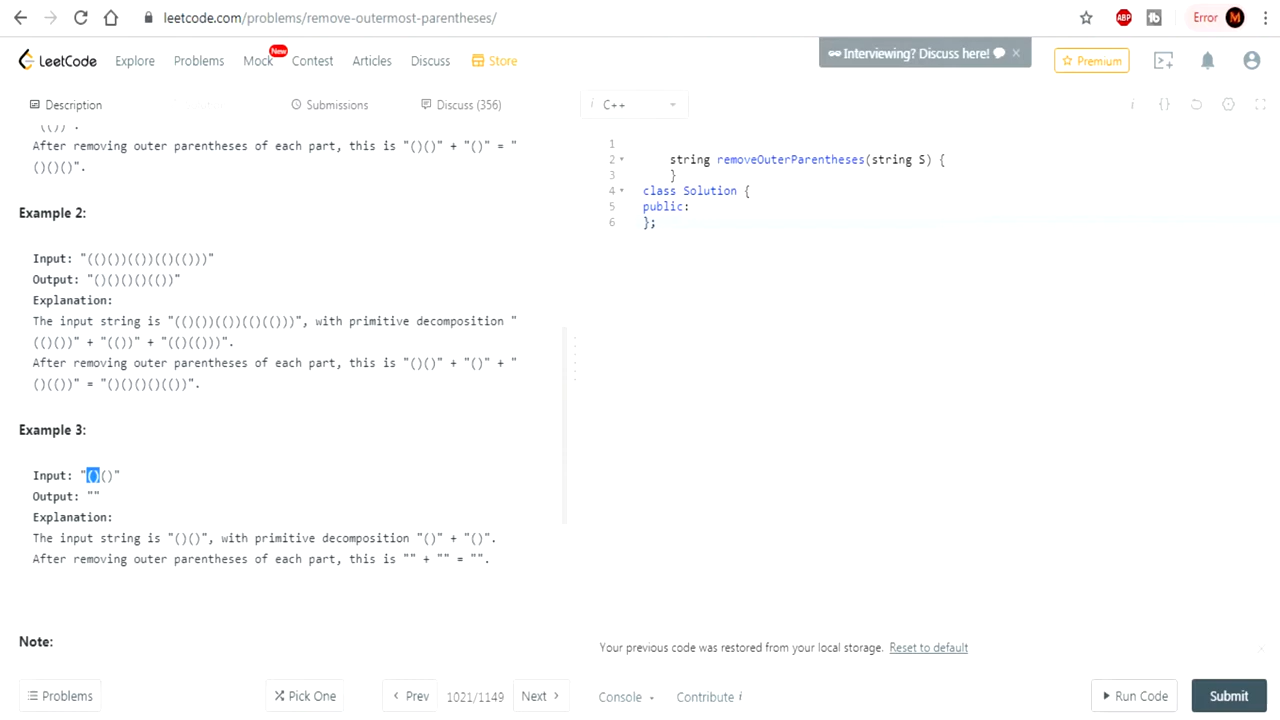 leetcode.com/problems/remove-outermost-parentheses/
ABP
Error M
LeetCode Explore Problems Mock New Contest Articles Discuss Store
Interviewing? Discuss here! ×
Premium
Description
Submissions
Discuss (356)
i C++
(())".
After removing outer parentheses of each part, this is "()()" + "()" = "
()()()".
Example 2:
Input: "(()())(())(()(()))"
Output: "()()()()(())"
Explanation:
The input string is "(()())(())(()(()))", with primitive decomposition "
(()())" + "(())" + "(()(()))".
After removing outer parentheses of each part, this is "()()" + "()" + "
()(())" = "()()()()(())".
Example 3:
Input: "()()"
Output: ""
Explanation:
The input string is "()()", with primitive decomposition "()" + "()".
After removing outer parentheses of each part, this is "" + "" = "".
Note:
1
2 string removeOuterParentheses(string S) {
3 }
4 class Solution {
5 public:
6 };
Your previous code was restored from your local storage. Reset to default
Problems
Pick One
Prev
1021/1149
Next
Console
Contribute i
Run Code
Submit